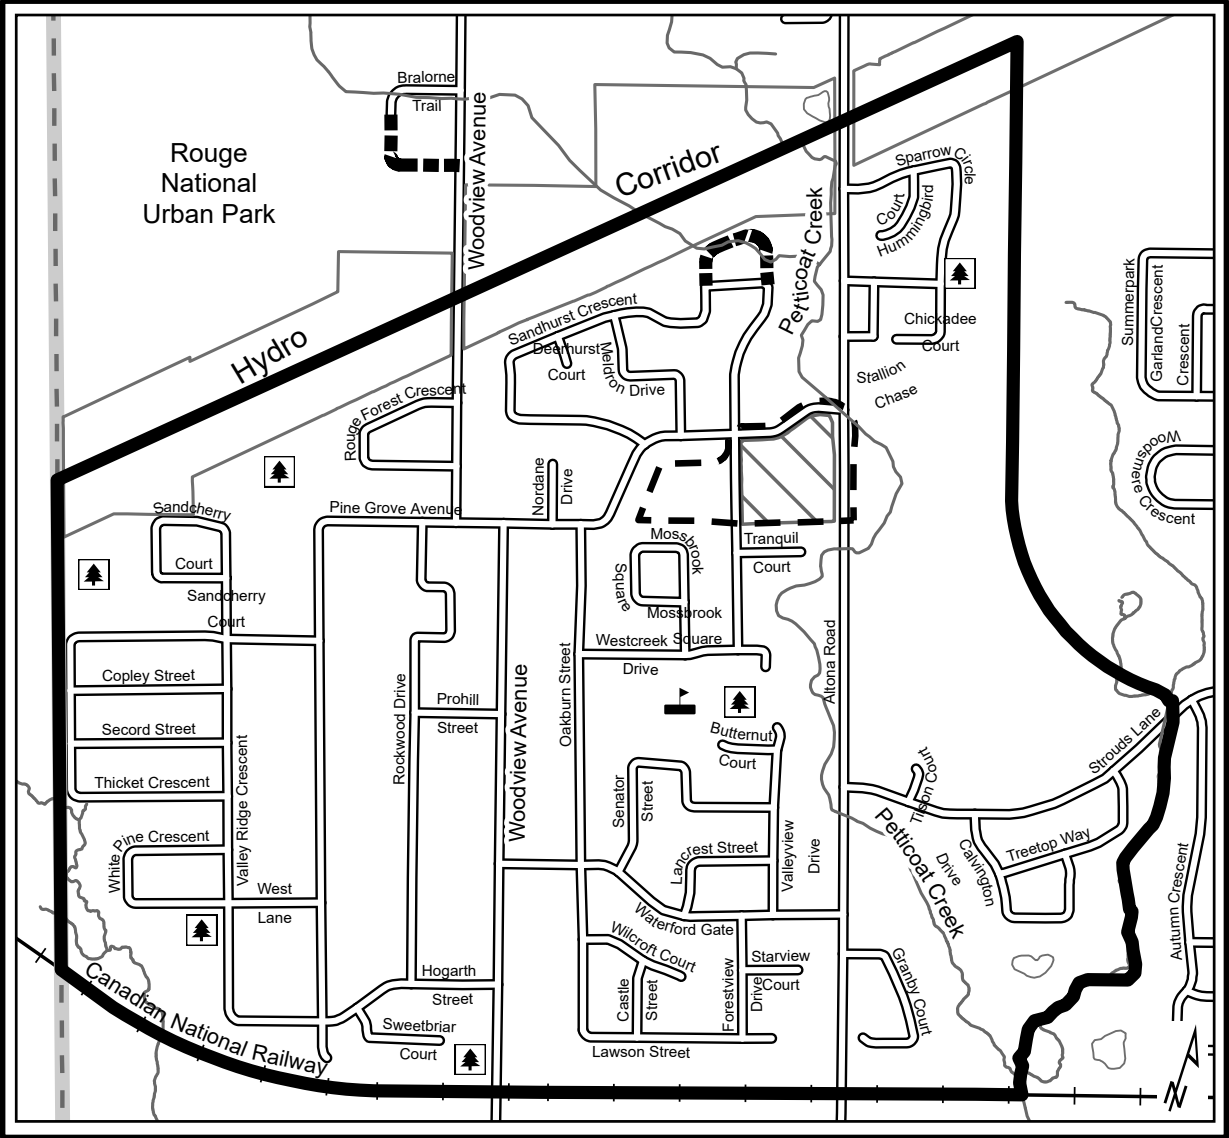 Bralorne
Trail
Woodview Avenue
Rouge
National
Urban Park
Hydro
Corridor
Petticoat Creek
Sparrow Circle
Court
Hummingbird
Chickadee
Court
Stallion
Chase
Summerpark
Garland Crescent
Crescent
Woodsmere Crescent
Sandhurst Crescent
Deerhurst
Court
Meldron
Drive
Rouge Forest Crescent
Pine Grove Avenue
Nordane
Drive
Sandcherry
Court
Sandcherry
Court
Mossbrook
Square
Mossbrook
Square
Tranquil
Court
Westcreek
Drive
Copley Street
Secord Street
Thicket Crescent
White Pine Crescent
Valley Ridge Crescent
West
Lane
Rockwood Drive
Prohill
Street
Woodview Avenue
Oakburn Street
Altona Road
Butternut
Court
Senator
Street
Lancrest Street
Valleyview
Drive
Waterford Gate
Wilcroft Court
Castle
Street
Forestview
Drive
Starview
Court
Lawson Street
Hogarth
Street
Sweetbriar
Court
Canadian National Railway
Petticoat Creek
Tilson Court
Strouds Lane
Treetop Way
Calvington
Drive
Granby Court
Autumn Crescent
N